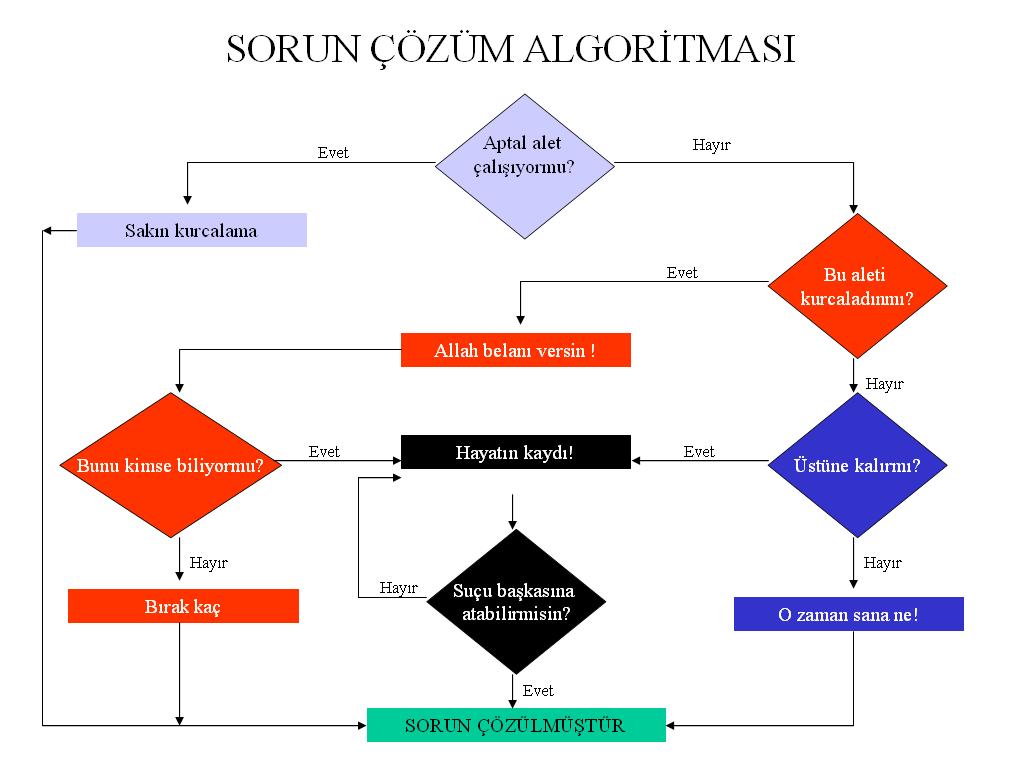 SORUN ÇÖZÜM ALGORİTMASI
Aptal alet
çalışıyormu?
Evet
Hayır
Sakın kurcalama
Bu aleti
kurcaladınmı?
Evet
Allah belanı versin !
Hayır
Bunu kimse biliyormu?
Evet
Hayatın kaydı!
Evet
Üstüne kalırmı?
Hayır
Hayır
Bırak kaç
Hayır
Suçu başkasına
atabilirmisin?
O zaman sana ne!
Evet
SORUN ÇÖZÜLMÜŞTÜR